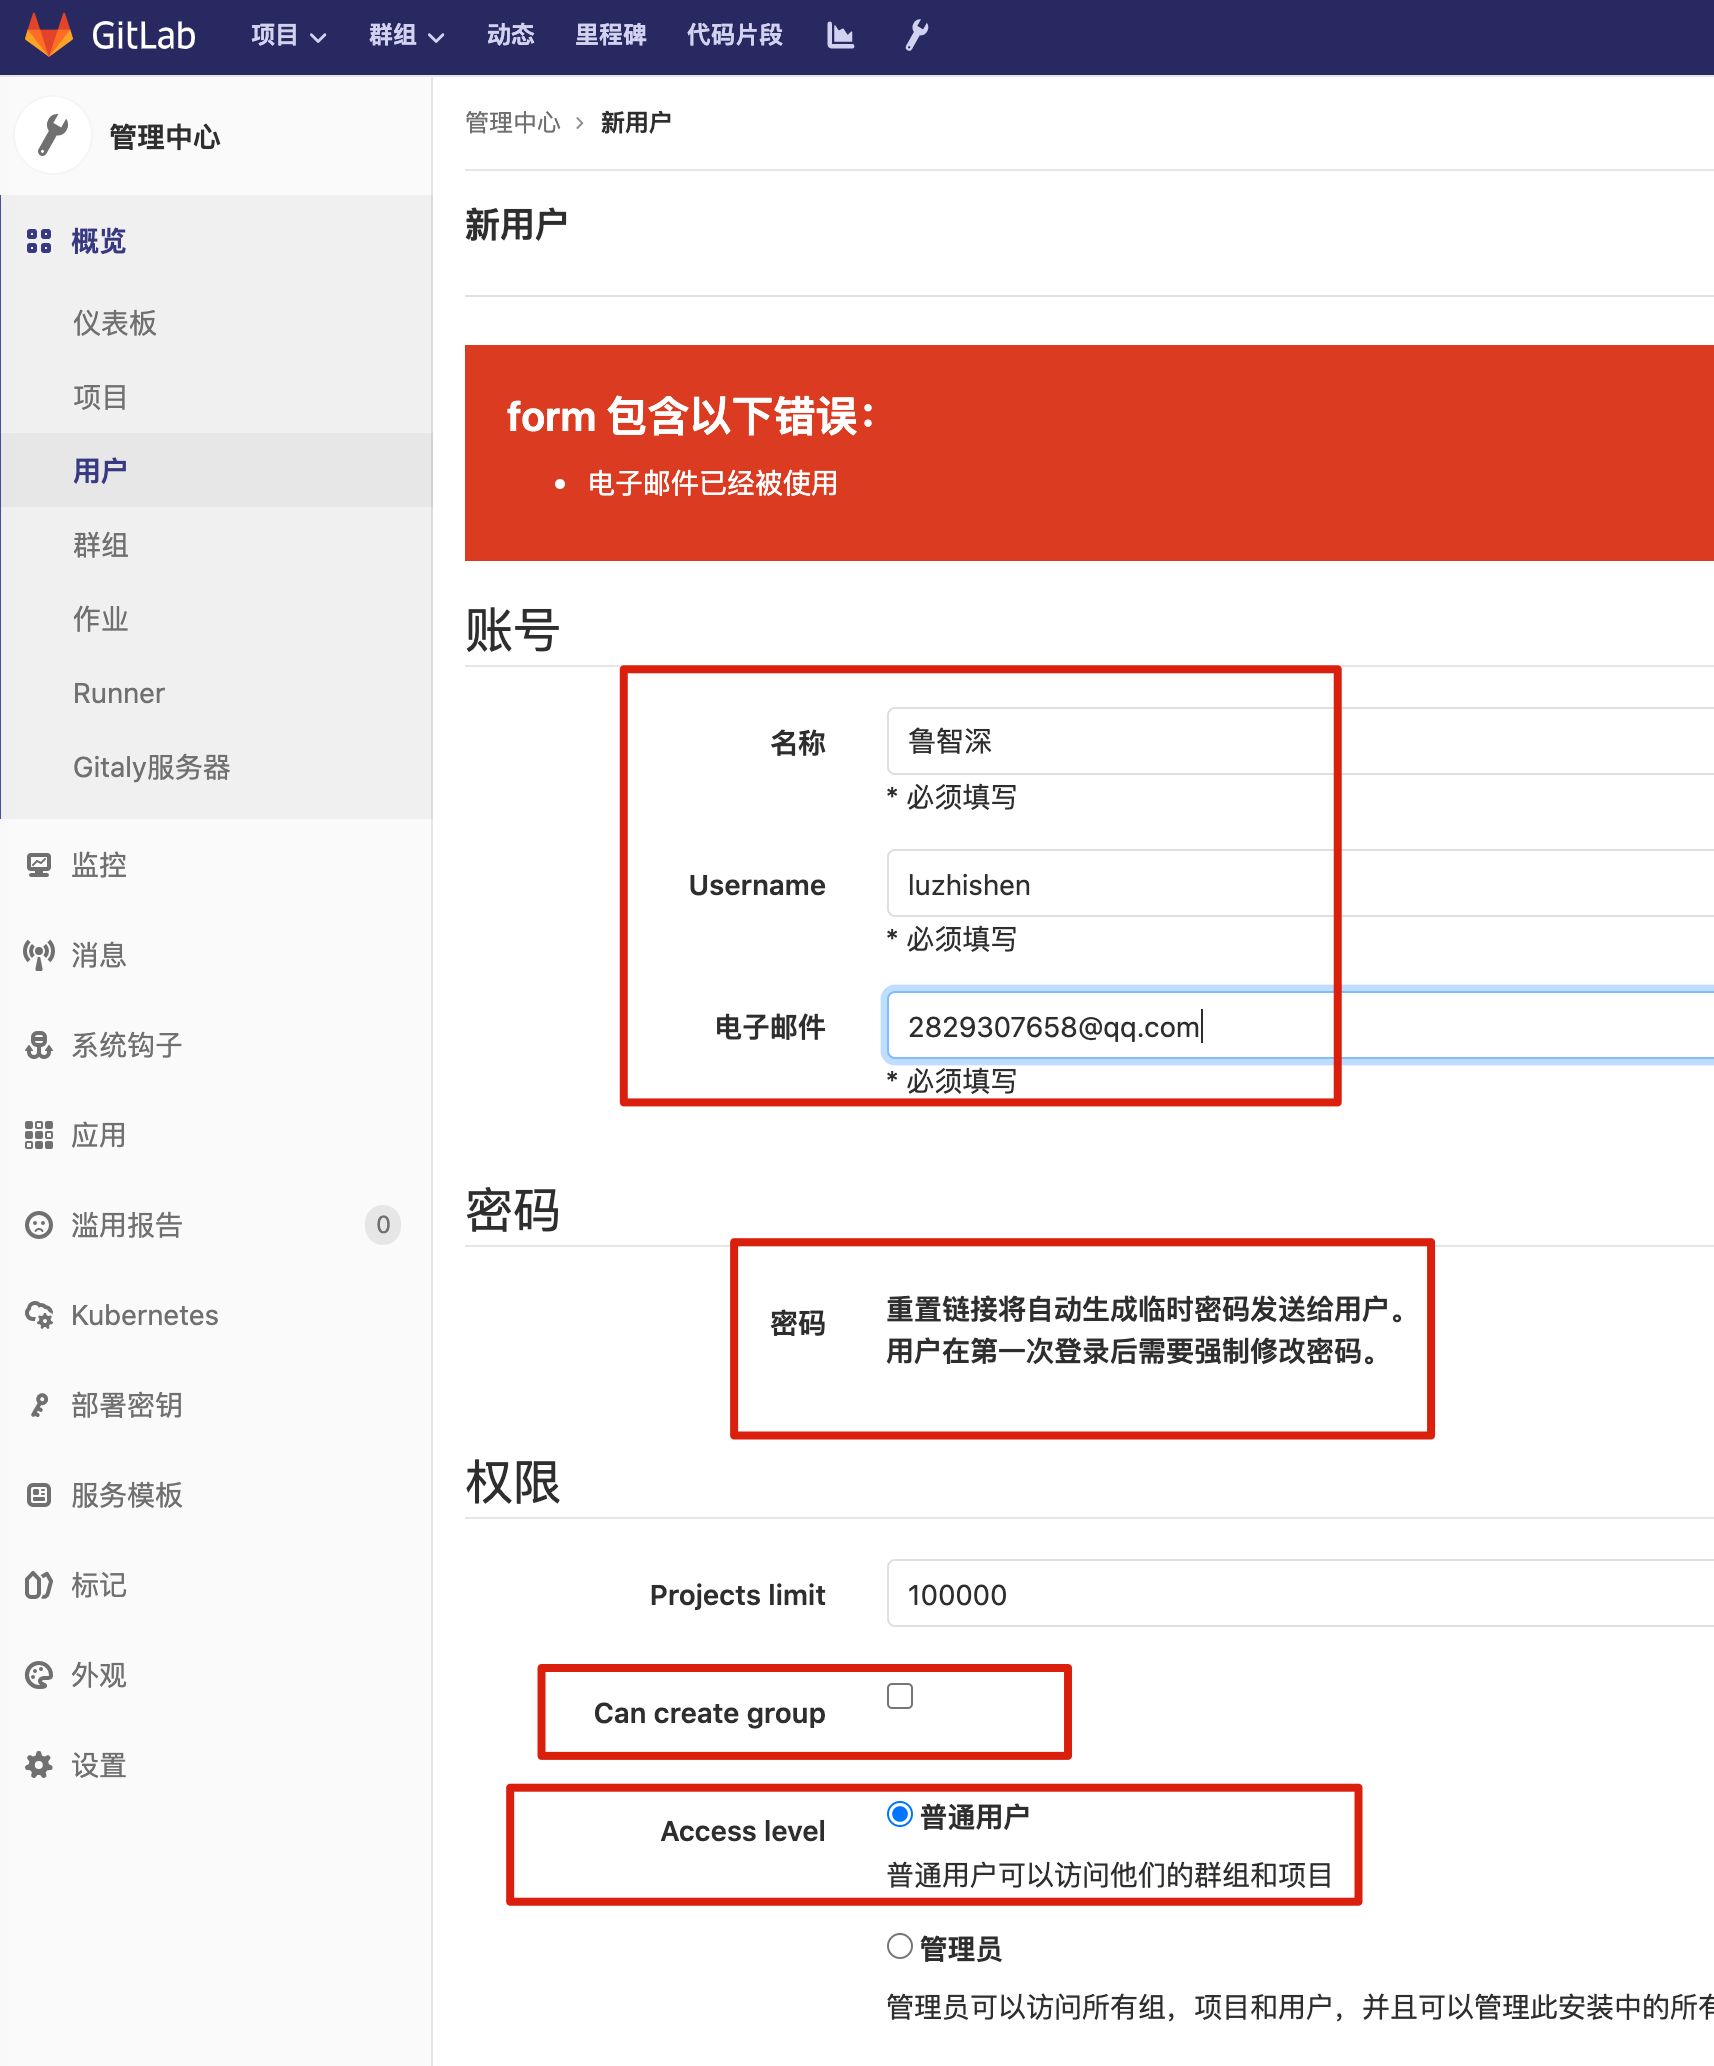 GitLab 项目 群组 动态 里程碑 代码片段
管理中心
概览
仪表板
项目
用户
群组
作业
Runner
Gitaly服务器
监控
消息
系统钩子
应用
滥用报告 0
Kubernetes
部署密钥
服务模板
标记
外观
设置
管理中心 › 新用户
新用户
form 包含以下错误：
• 电子邮件已经被使用
账号
名称 鲁智深
* 必须填写
Username luzhishen
* 必须填写
电子邮件 2829307658@qq.com
* 必须填写
密码
密码 重置链接将自动生成临时密码发送给用户。
用户在第一次登录后需要强制修改密码。
权限
Projects limit 100000
Can create group
Access level 普通用户
普通用户可以访问他们的群组和项目
管理员
管理员可以访问所有组，项目和用户，并且可以管理此安装中的所有